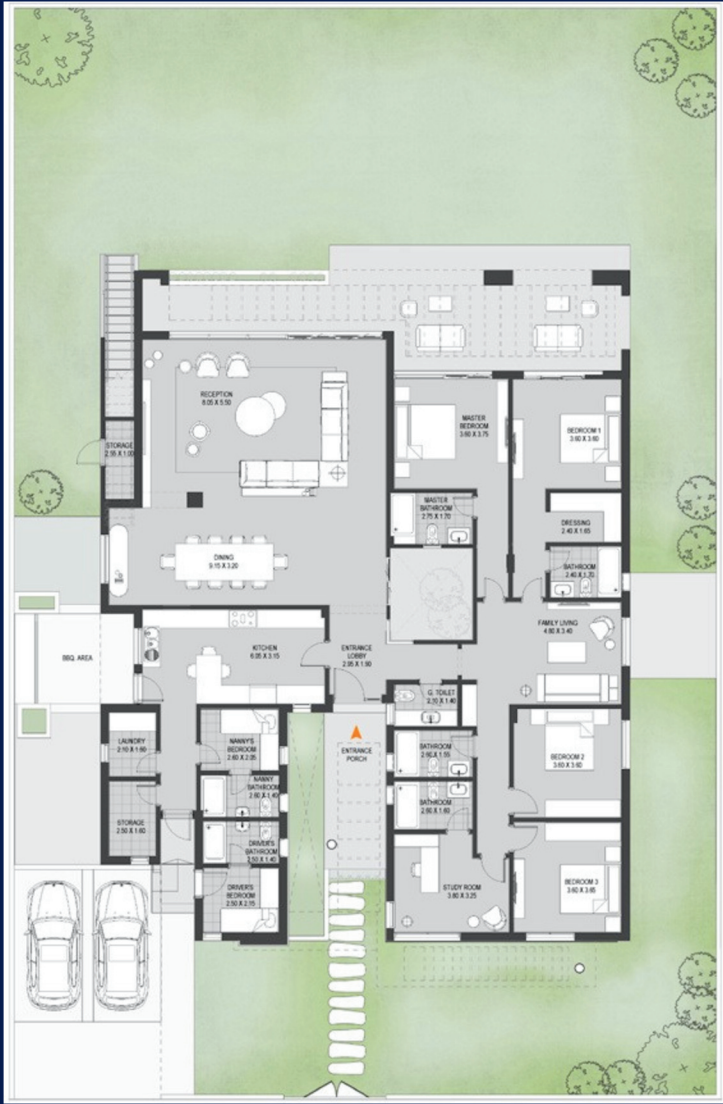 RECEPTION
6.05 X 5.50
MASTER
BEDROOM
3.60 X 3.75
BEDROOM 1
3.60 X 3.60
STORAGE
2.55 X 1.00
MASTER
BATHROOM
2.75 X 1.70
DRESSING
2.40 X 1.65
DINING
9.15 X 3.20
BATHROOM
2.40 X 1.70
FAMILY LIVING
4.80 X 3.40
BBQ. AREA
KITCHEN
6.05 X 3.15
ENTRANCE
LOBBY
2.95 X 1.90
G. TOILET
2.10 X 1.40
LAUNDRY
2.10 X 1.60
NANNY'S
BEDROOM
2.60 X 2.05
ENTRANCE
PORCH
BATHROOM
2.60 X 1.55
BEDROOM 2
3.60 X 3.60
NANNY
BATHROOM
2.60 X 1.40
BATHROOM
2.60 X 1.60
STORAGE
2.50 X 1.60
DRIVER'S
BATHROOM
2.50 X 1.40
DRIVER'S
BEDROOM
2.50 X 2.15
STUDY ROOM
3.80 X 3.25
BEDROOM 3
3.60 X 3.65